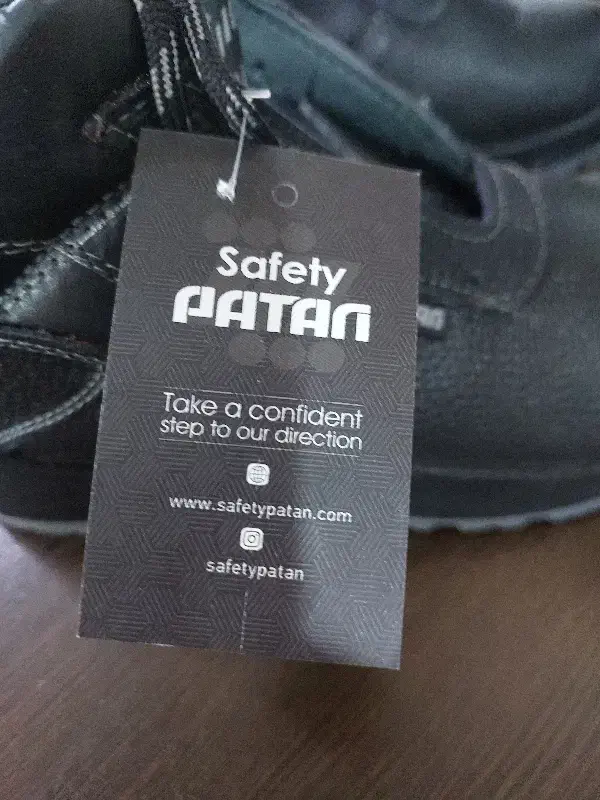 Safety
PATAN
Take a confident
step to our direction
www.safetypatan.com
safetypatan